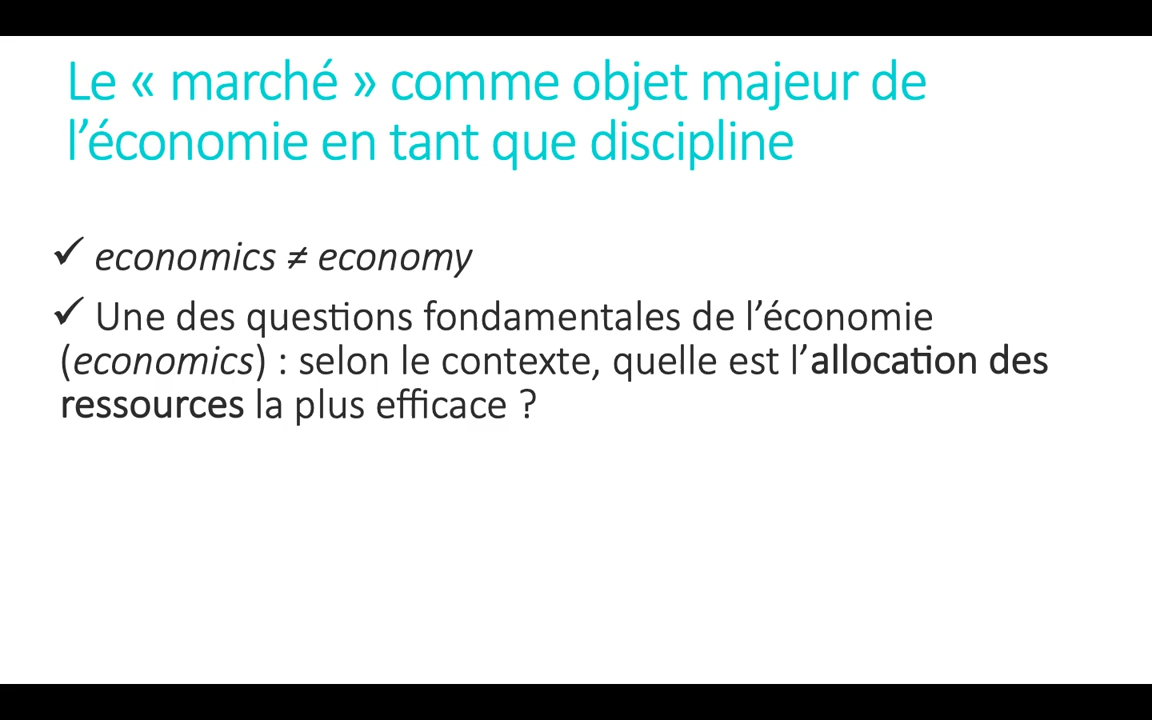 Le « marché » comme objet majeur de
l’économie en tant que discipline
✓ economics ≠ economy
✓ Une des questions fondamentales de l’économie
(economics) : selon le contexte, quelle est l’allocation des
ressources la plus efficace ?